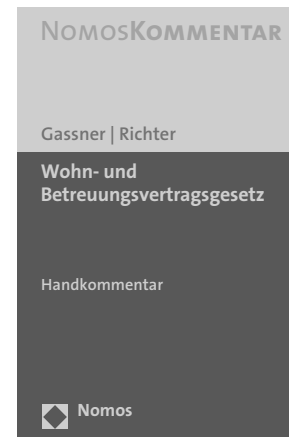 NOMOSKOMMENTAR
Gassner | Richter
Wohn- und
Betreuungsvertragsgesetz
Handkommentar
Nomos